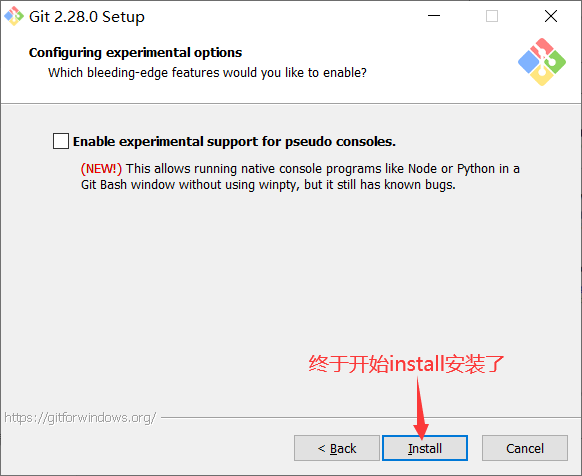 Git 2.28.0 Setup
Configuring experimental options
Which bleeding-edge features would you like to enable?
Enable experimental support for pseudo consoles.
(NEW!) This allows running native console programs like Node or Python in a
Git Bash window without using winpty, but it still has known bugs.
终于开始install安装了
https://gitforwindows.org/
< Back
Install
Cancel